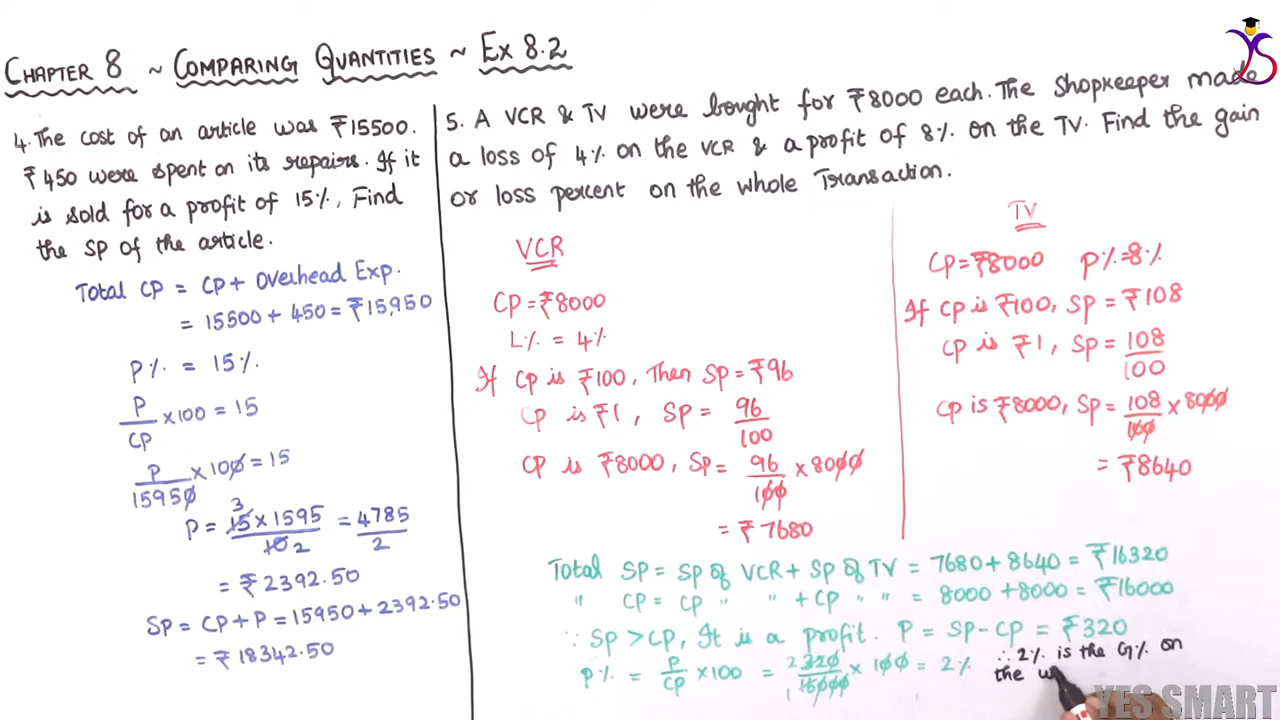 CHAPTER 8 ~ COMPARING QUANTITIES ~ Ex 8.2
4. The cost of an article was ₹15500.
₹450 were spent on its repairs. If it
is sold for a profit of 15%, Find
the SP of the article.
Total CP = CP + Overhead Exp.
= 15500 + 450 = ₹15,950
P% = 15%.
P/CP × 100 = 15
P/15950 × 100 = 15
3
P = 15 × 1595/10 2 = 4785/2
= ₹2392.50
SP = CP + P = 15950 + 2392.50
= ₹18342.50
5. A VCR & TV were bought for ₹8000 each. The Shopkeeper made
a loss of 4% on the VCR & a profit of 8% on the TV. Find the gain
or loss percent on the whole Transaction.
VCR
CP = ₹8000
L% = 4%
If CP is ₹100, Then SP = ₹96
CP is ₹1, SP = 96/100
CP is ₹8000, SP = 96/100 × 8000
= ₹7680
TV
CP = ₹8000 P% = 8%
If CP is ₹100, SP = ₹108
CP is ₹1, SP = 108/100
CP is ₹8000, SP = 108/100 × 8000
= ₹8640
Total SP = SP of VCR + SP of TV = 7680 + 8640 = ₹16320
" CP = CP " " + CP " " = 8000 + 8000 = ₹16000
∵ SP > CP, It is a profit. P = SP - CP = ₹320
P% = P/CP × 100 = 2 320/1 16000 × 100 = 2%
∴ 2% is the G% on
the w
YES SMART